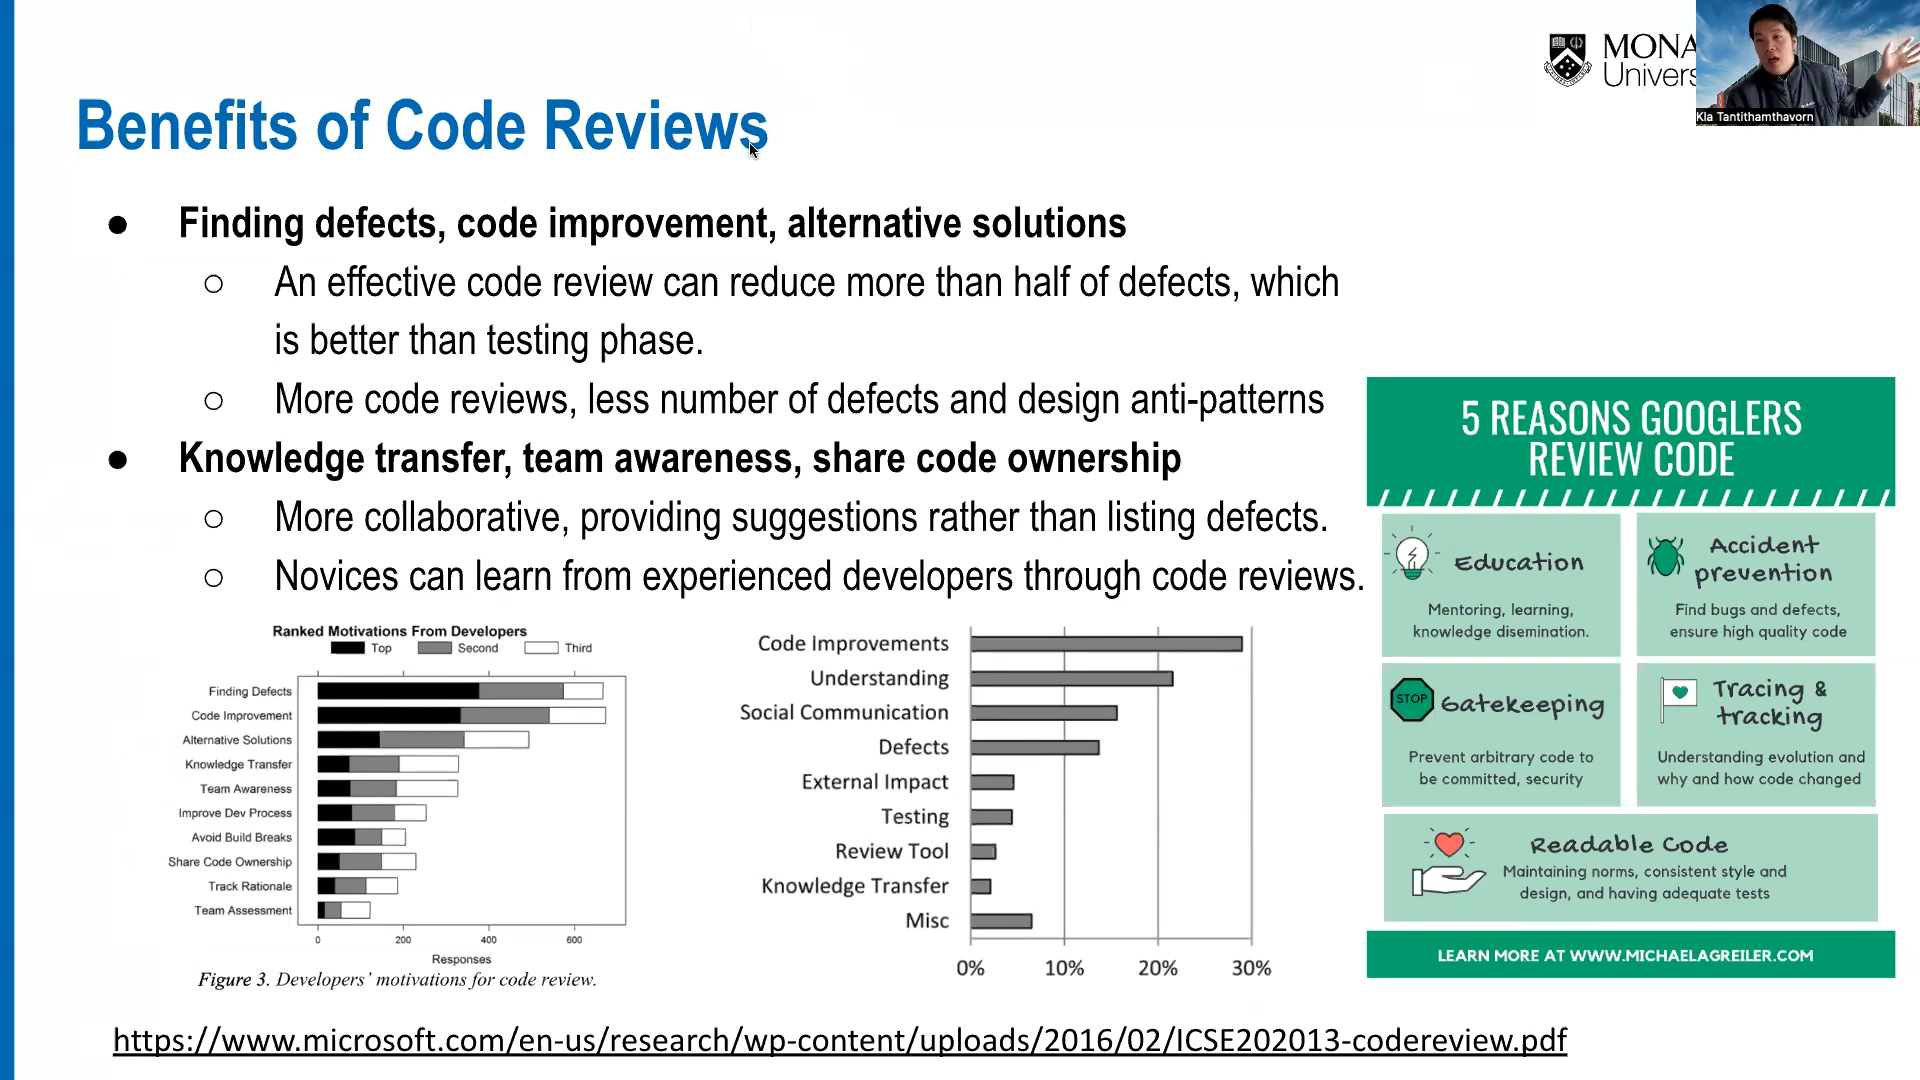 MONA
Univers
Kla Tantithamthavorn
Benefits of Code Reviews
● Finding defects, code improvement, alternative solutions
○ An effective code review can reduce more than half of defects, which
is better than testing phase.
○ More code reviews, less number of defects and design anti-patterns
● Knowledge transfer, team awareness, share code ownership
○ More collaborative, providing suggestions rather than listing defects.
○ Novices can learn from experienced developers through code reviews.
Ranked Motivations From Developers
Top Second Third
Finding Defects
Code Improvement
Alternative Solutions
Knowledge Transfer
Team Awareness
Improve Dev Process
Avoid Build Breaks
Share Code Ownership
Track Rationale
Team Assessment
0 200 400 600
Responses
Figure 3. Developers' motivations for code review.
Code Improvements
Understanding
Social Communication
Defects
External Impact
Testing
Review Tool
Knowledge Transfer
Misc
0% 10% 20% 30%
5 REASONS GOOGLERS
REVIEW CODE
Education
Mentoring, learning,
knowledge disemination.
Accident
prevention
Find bugs and defects,
ensure high quality code
STOP
Gatekeeping
Prevent arbitrary code to
be committed, security
Tracing &
tracking
Understanding evolution and
why and how code changed
Readable Code
Maintaining norms, consistent style and
design, and having adequate tests
LEARN MORE AT WWW.MICHAELAGREILER.COM
https://www.microsoft.com/en-us/research/wp-content/uploads/2016/02/ICSE202013-codereview.pdf